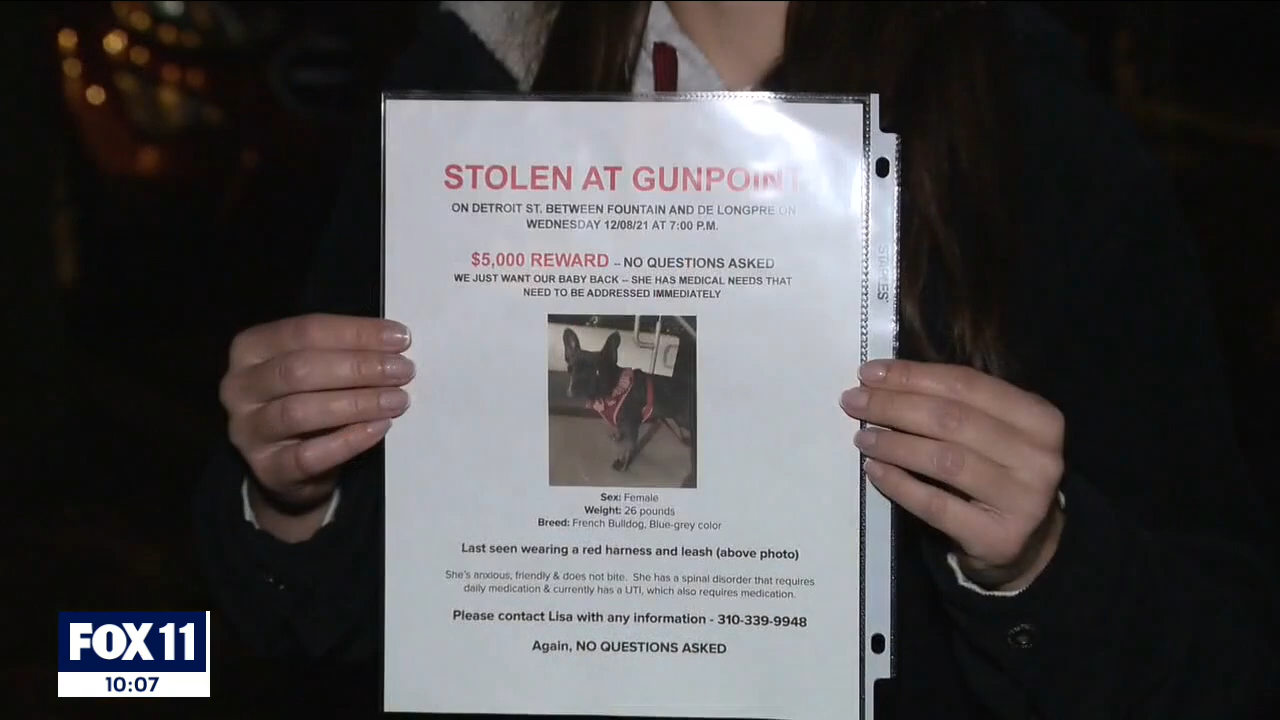 STOLEN AT GUNPOINT
ON DETROIT ST. BETWEEN FOUNTAIN AND DE LONGPRE ON
WEDNESDAY 12/08/21 AT 7:00 P.M.
$5,000 REWARD – NO QUESTIONS ASKED
WE JUST WANT OUR BABY BACK – SHE HAS MEDICAL NEEDS THAT
NEED TO BE ADDRESSED IMMEDIATELY
Sex: Female
Weight: 26 pounds
Breed: French Bulldog, Blue-grey color
Last seen wearing a red harness and leash (above photo)
She's anxious, friendly & does not bite. She has a spinal disorder that requires
daily medication & currently has a UTI, which also requires medication.
Please contact Lisa with any information - 310-339-9948
Again, NO QUESTIONS ASKED
STAPLES
FOX 11
10:07